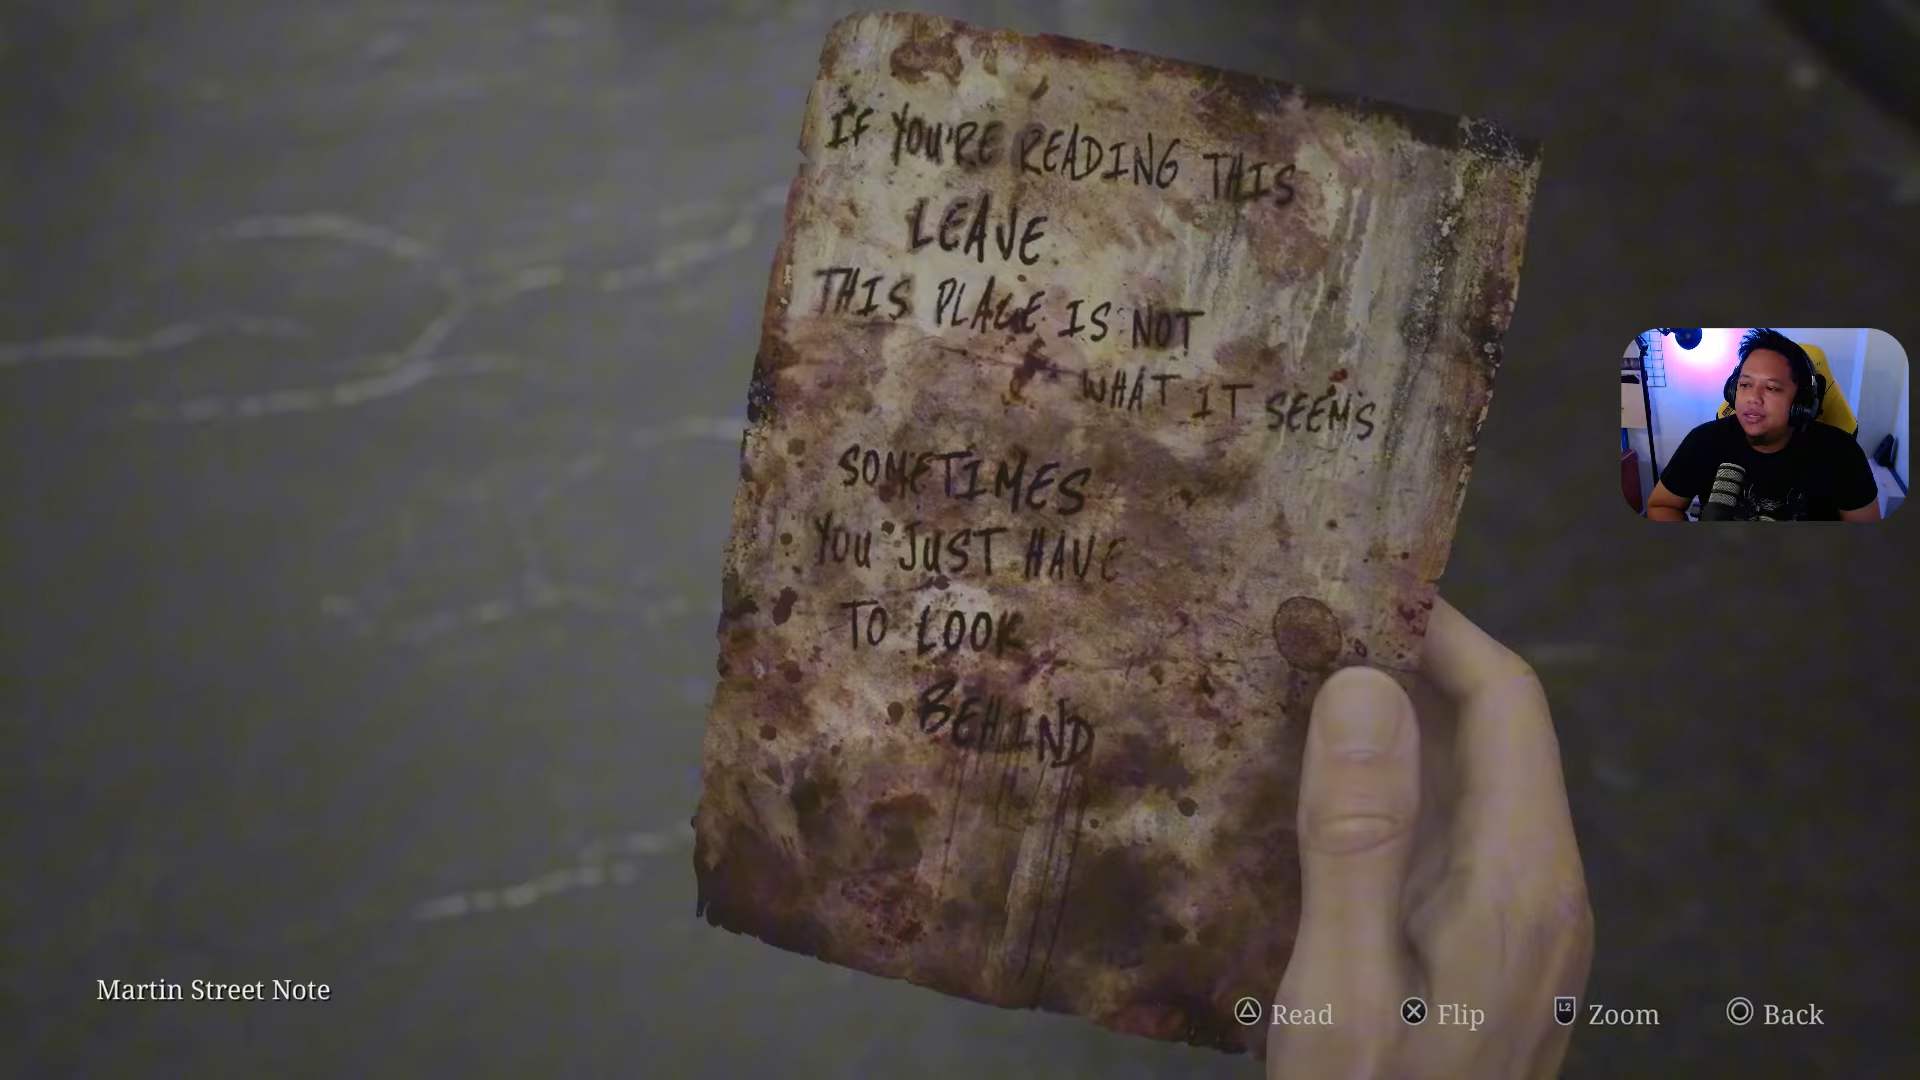 IF YOU'RE READING THIS
LEAVE
THIS PLACE IS NOT
WHAT IT SEEMS
SOMETIMES
YOU JUST HAVE
TO LOOK
BEHIND
Martin Street Note
Read
Flip
L2 Zoom
Back